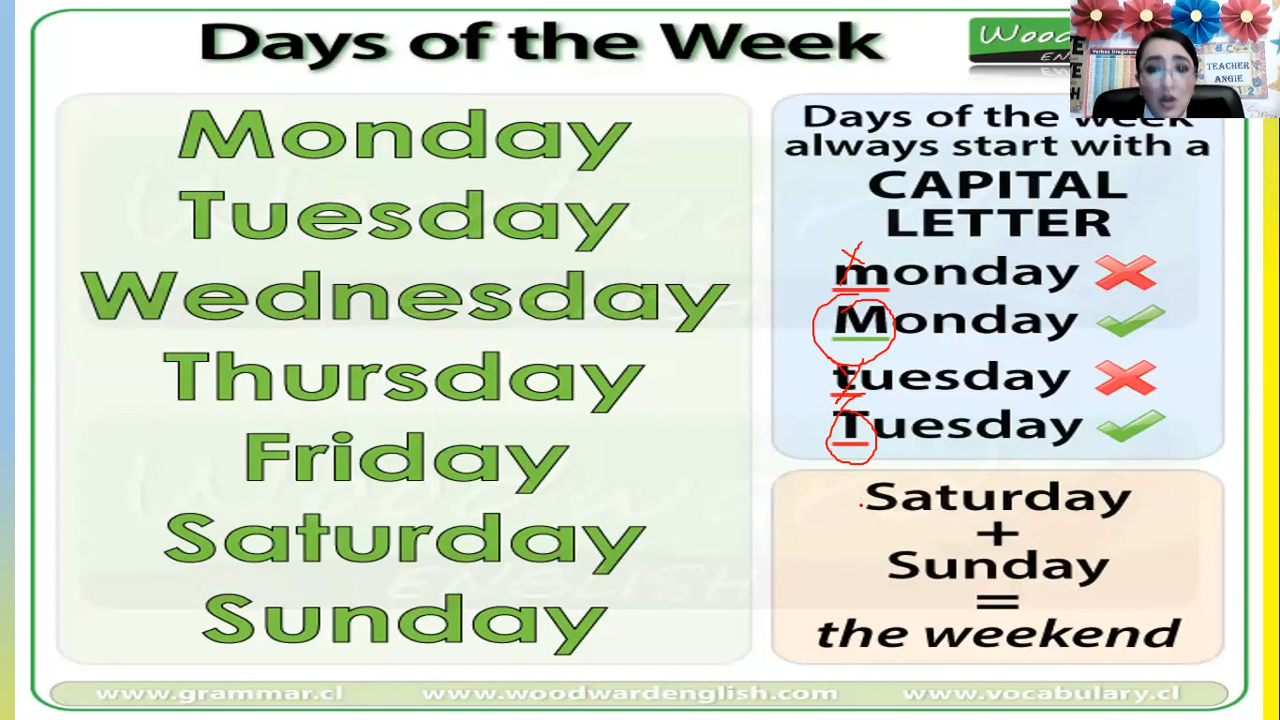 Days of the Week
Monday
Tuesday
Wednesday
Thursday
Friday
Saturday
Sunday
TEACHER
ANGIE
Days of the week
always start with a
CAPITAL
LETTER
monday
Monday
tuesday
Tuesday
Saturday
+
Sunday
=
the weekend
www.grammar.cl www.woodwardenglish.com www.vocabulary.cl